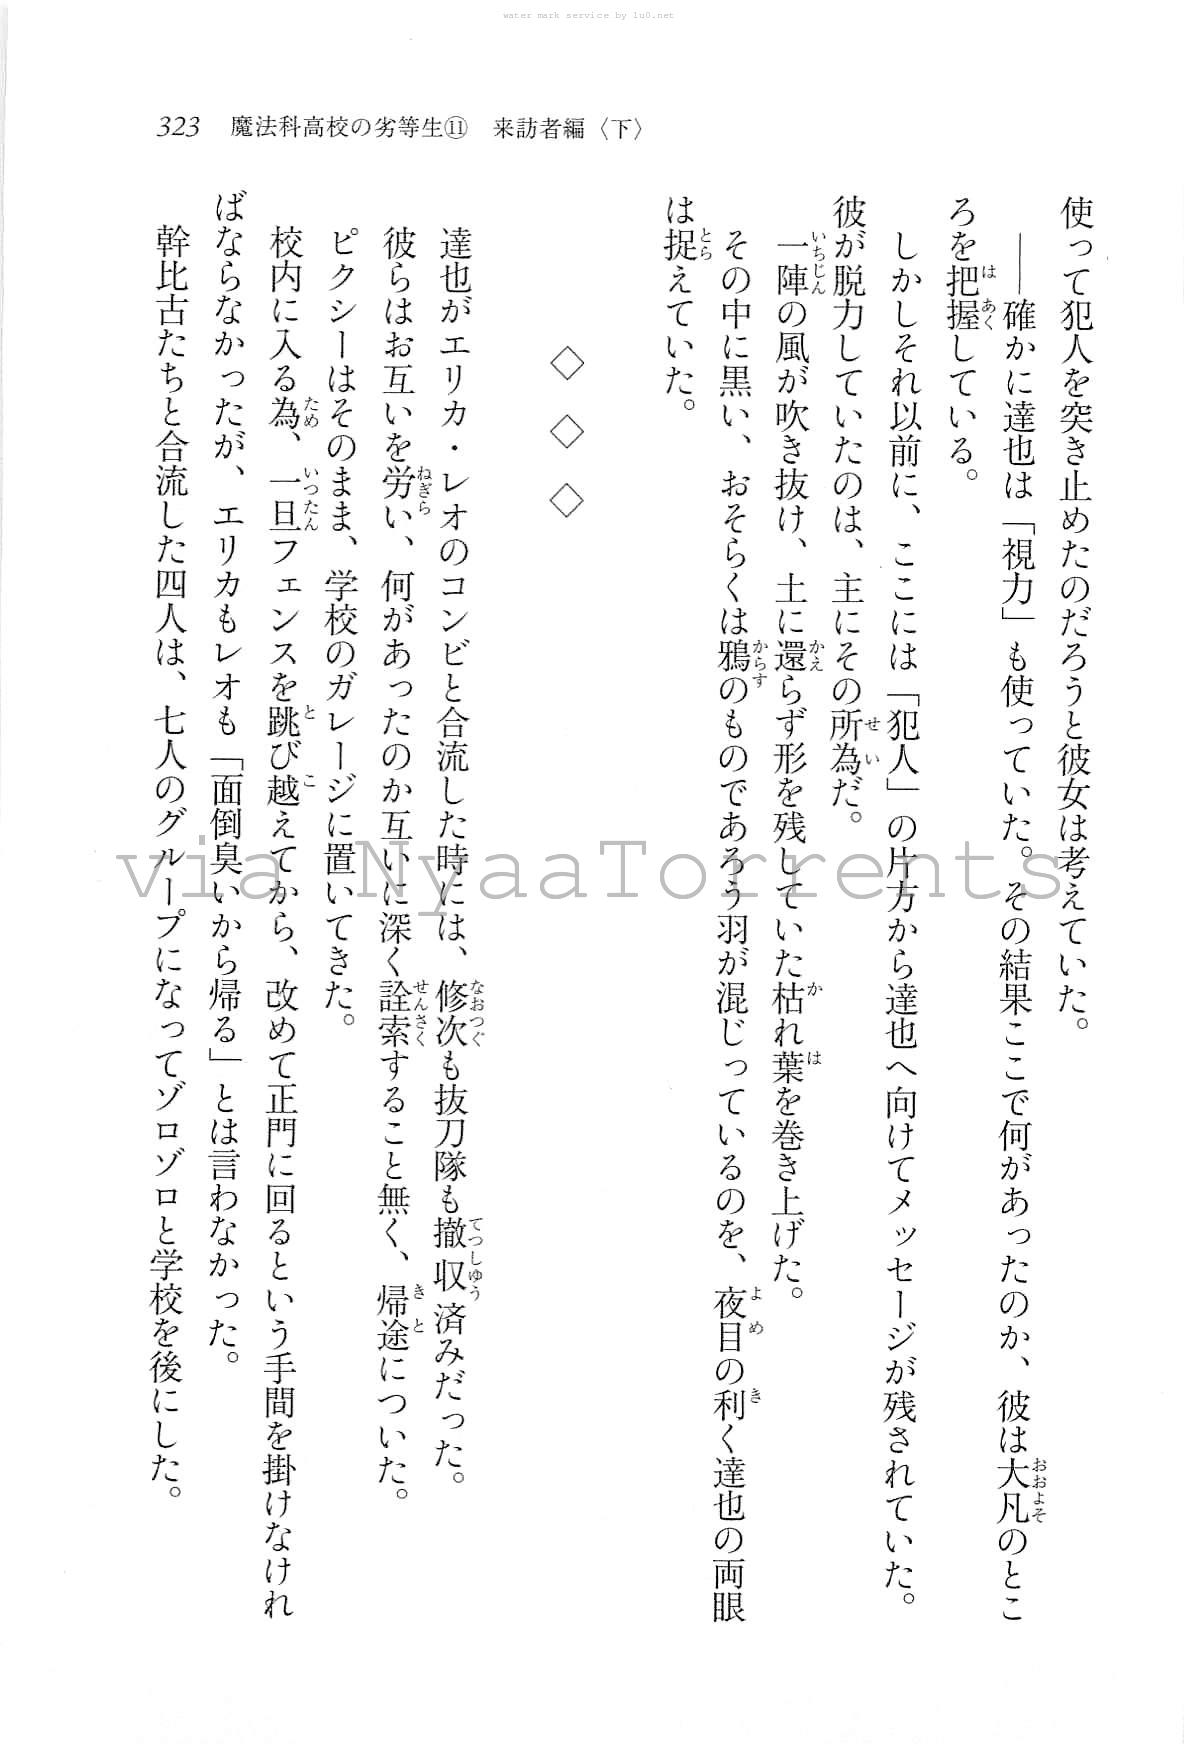 water mark service by lu0.net
323 魔法科高校の劣等生⑪ 来訪者編〈下〉
使って犯人を突き止めたのだろうと彼女は考えていた。
――確かに達也は「視力」も使っていた。その結果ここで何があったのか、彼は大凡のとこ
ろを把握している。
しかしそれ以前に、ここには「犯人」の片方から達也へ向けてメッセージが残されていた。
彼が脱力していたのは、主にその所為だ。
一陣の風が吹き抜け、土に還らず形を残していた枯れ葉を巻き上げた。
その中に黒い、おそらくは鴉のものであろう羽が混じっているのを、夜目の利く達也の両眼
は捉えていた。
◇ ◇ ◇
達也がエリカ・レオのコンビと合流した時には、修次も抜刀隊も撤収済みだった。
彼らはお互いを労い、何があったのか互いに深く詮索すること無く、帰途についた。
ピクシーはそのまま、学校のガレージに置いてきた。
校内に入る為、一旦フェンスを跳び越えてから、改めて正門に回るという手間を掛けなけれ
ばならなかったが、エリカもレオも「面倒臭いから帰る」とは言わなかった。
幹比古たちと合流した四人は、七人のグループになってゾロゾロと学校を後にした。
via NyaaTorrents